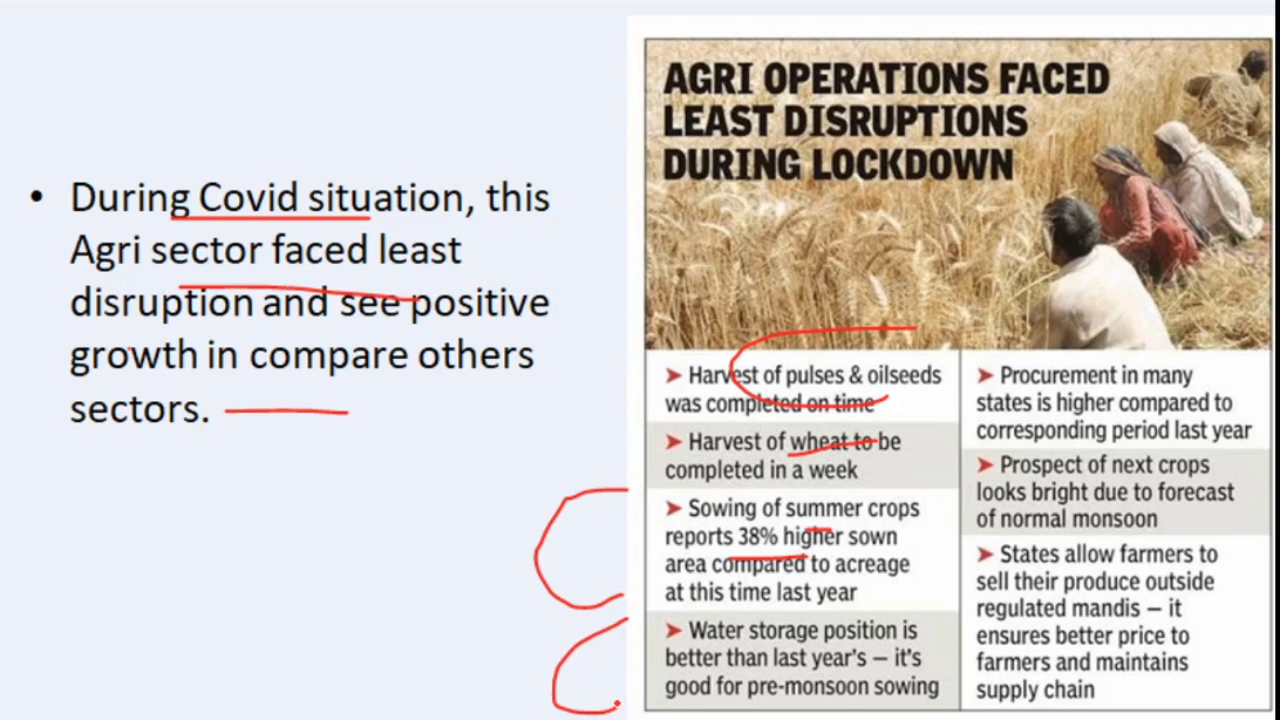 • During Covid situation, this
Agri sector faced least
disruption and see positive
growth in compare others
sectors.
AGRI OPERATIONS FACED
LEAST DISRUPTIONS
DURING LOCKDOWN
➤ Harvest of pulses & oilseeds
was completed on time
➤ Harvest of wheat to be
completed in a week
➤ Sowing of summer crops
reports 38% higher sown
area compared to acreage
at this time last year
➤ Water storage position is
better than last year's – it's
good for pre-monsoon sowing
➤ Procurement in many
states is higher compared to
corresponding period last year
➤ Prospect of next crops
looks bright due to forecast
of normal monsoon
➤ States allow farmers to
sell their produce outside
regulated mandis – it
ensures better price to
farmers and maintains
supply chain